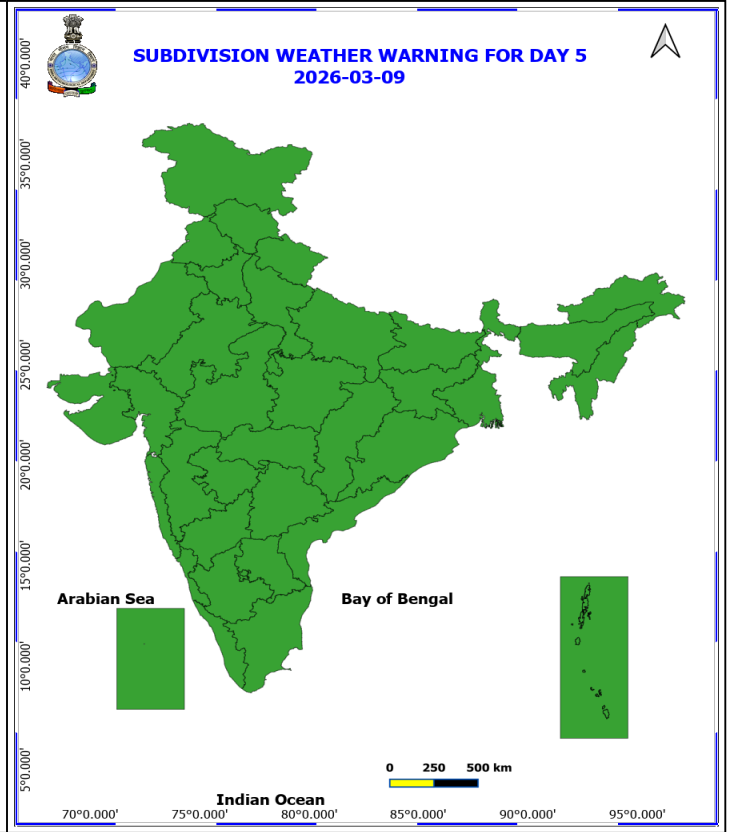 SUBDIVISION WEATHER WARNING FOR DAY 5
2026-03-09
40°0.000'
35°0.000'
30°0.000'
25°0.000'
20°0.000'
15°0.000'
10°0.000'
5°0.000'
Arabian Sea
Bay of Bengal
0 250 500 km
Indian Ocean
70°0.000' 75°0.000' 80°0.000' 85°0.000' 90°0.000' 95°0.000'